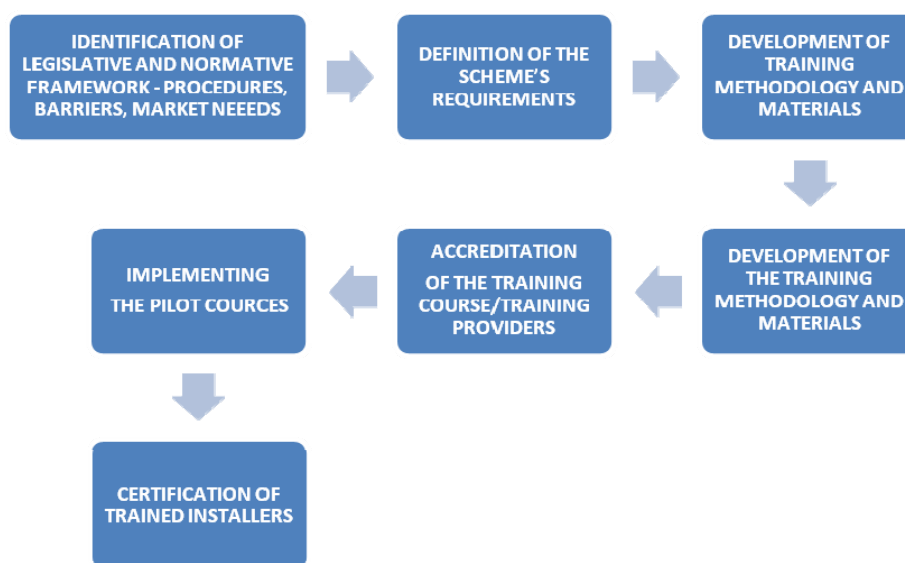 IDENTIFICATION OF
LEGISLATIVE AND NORMATIVE
FRAMEWORK - PROCEDURES,
BARRIERS, MARKET NEEEDS
DEFINITION OF THE
SCHEME'S
REQUIREMENTS
DEVELOPMENT OF
TRAINING
METHODOLOGY AND
MATERIALS
DEVELOPMENT OF
THE TRAINING
METHODOLOGY AND
MATERIALS
ACCREDITATION
OF THE TRAINING
COURSE/TRAINING
PROVIDERS
IMPLEMENTING
THE PILOT COURCES
CERTIFICATION OF
TRAINED INSTALLERS